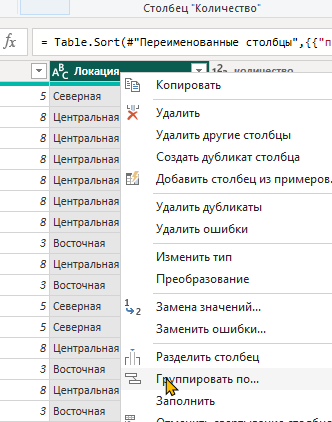 Столбец "Количество"
fx
= Table.Sort(#"Переименованные столбцы",{{"п
ABC Локация
123 количество
5 Северная
8 Центральная
8 Центральная
8 Центральная
8 Центральная
8 Центральная
8 Центральная
3 Восточная
8 Центральная
3 Восточная
5 Северная
5 Северная
8 Центральная
3 Восточная
8 Центральная
3 Восточная
Копировать
Удалить
Удалить другие столбцы
Создать дубликат столбца
Добавить столбец из примеров.
Удалить дубликаты
Удалить ошибки
Изменить тип
Преобразование
Замена значений...
Заменить ошибки...
Разделить столбец
Группировать по...
Заполнить